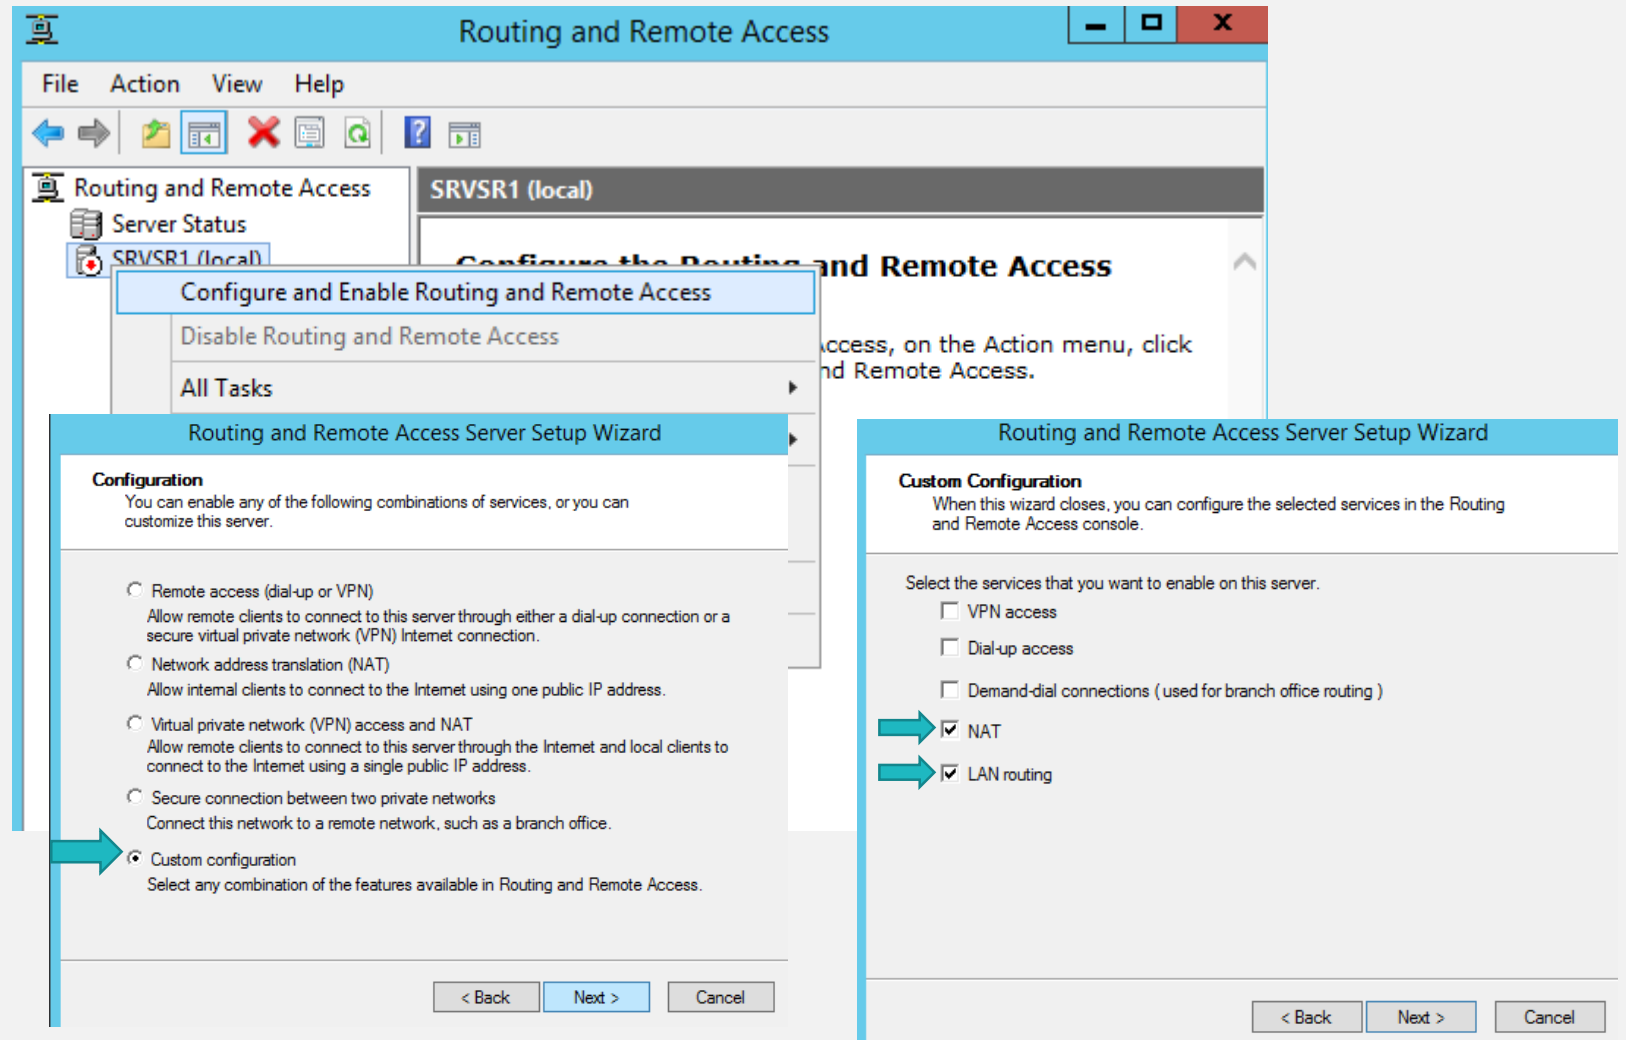 Routing and Remote Access
File Action View Help
Routing and Remote Access
Server Status
SRVSR1 (local)
SRVSR1 (local)
Configure the Routing and Remote Access
Configure and Enable Routing and Remote Access
Disable Routing and Remote Access
All Tasks
Access, on the Action menu, click
nd Remote Access.
Routing and Remote Access Server Setup Wizard
Configuration
You can enable any of the following combinations of services, or you can
customize this server.
Remote access (dial-up or VPN)
Allow remote clients to connect to this server through either a dial-up connection or a
secure virtual private network (VPN) Internet connection.
Network address translation (NAT)
Allow internal clients to connect to the Internet using one public IP address.
Virtual private network (VPN) access and NAT
Allow remote clients to connect to this server through the Internet and local clients to
connect to the Internet using a single public IP address.
Secure connection between two private networks
Connect this network to a remote network, such as a branch office.
Custom configuration
Select any combination of the features available in Routing and Remote Access.
< Back Next > Cancel
Routing and Remote Access Server Setup Wizard
Custom Configuration
When this wizard closes, you can configure the selected services in the Routing
and Remote Access console.
Select the services that you want to enable on this server.
VPN access
Dial-up access
Demand-dial connections ( used for branch office routing )
NAT
LAN routing
< Back Next > Cancel